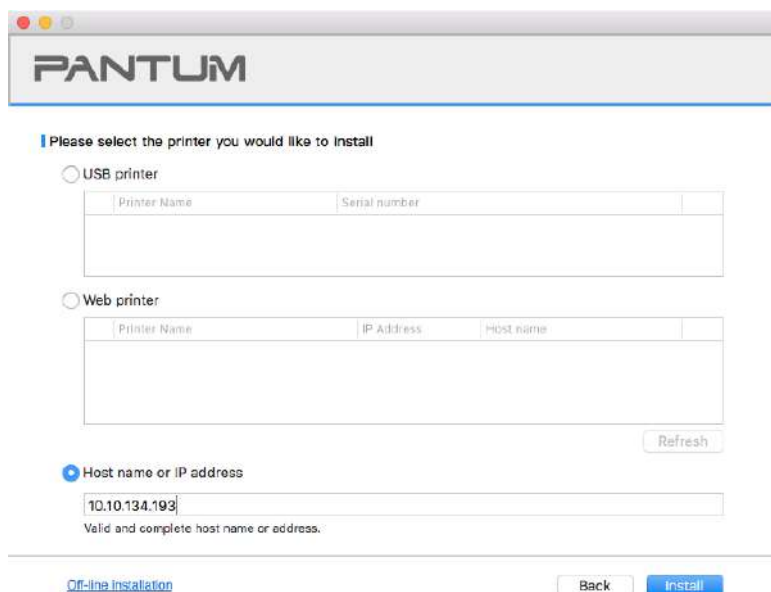 PANTUM
Please select the printer you would like to install
USB printer
Printer Name Serial number
Web printer
Printer Name IP Address Host name
Refresh
Host name or IP address
10.10.134.193
Valid and complete host name or address.
Off-line installation Back Install